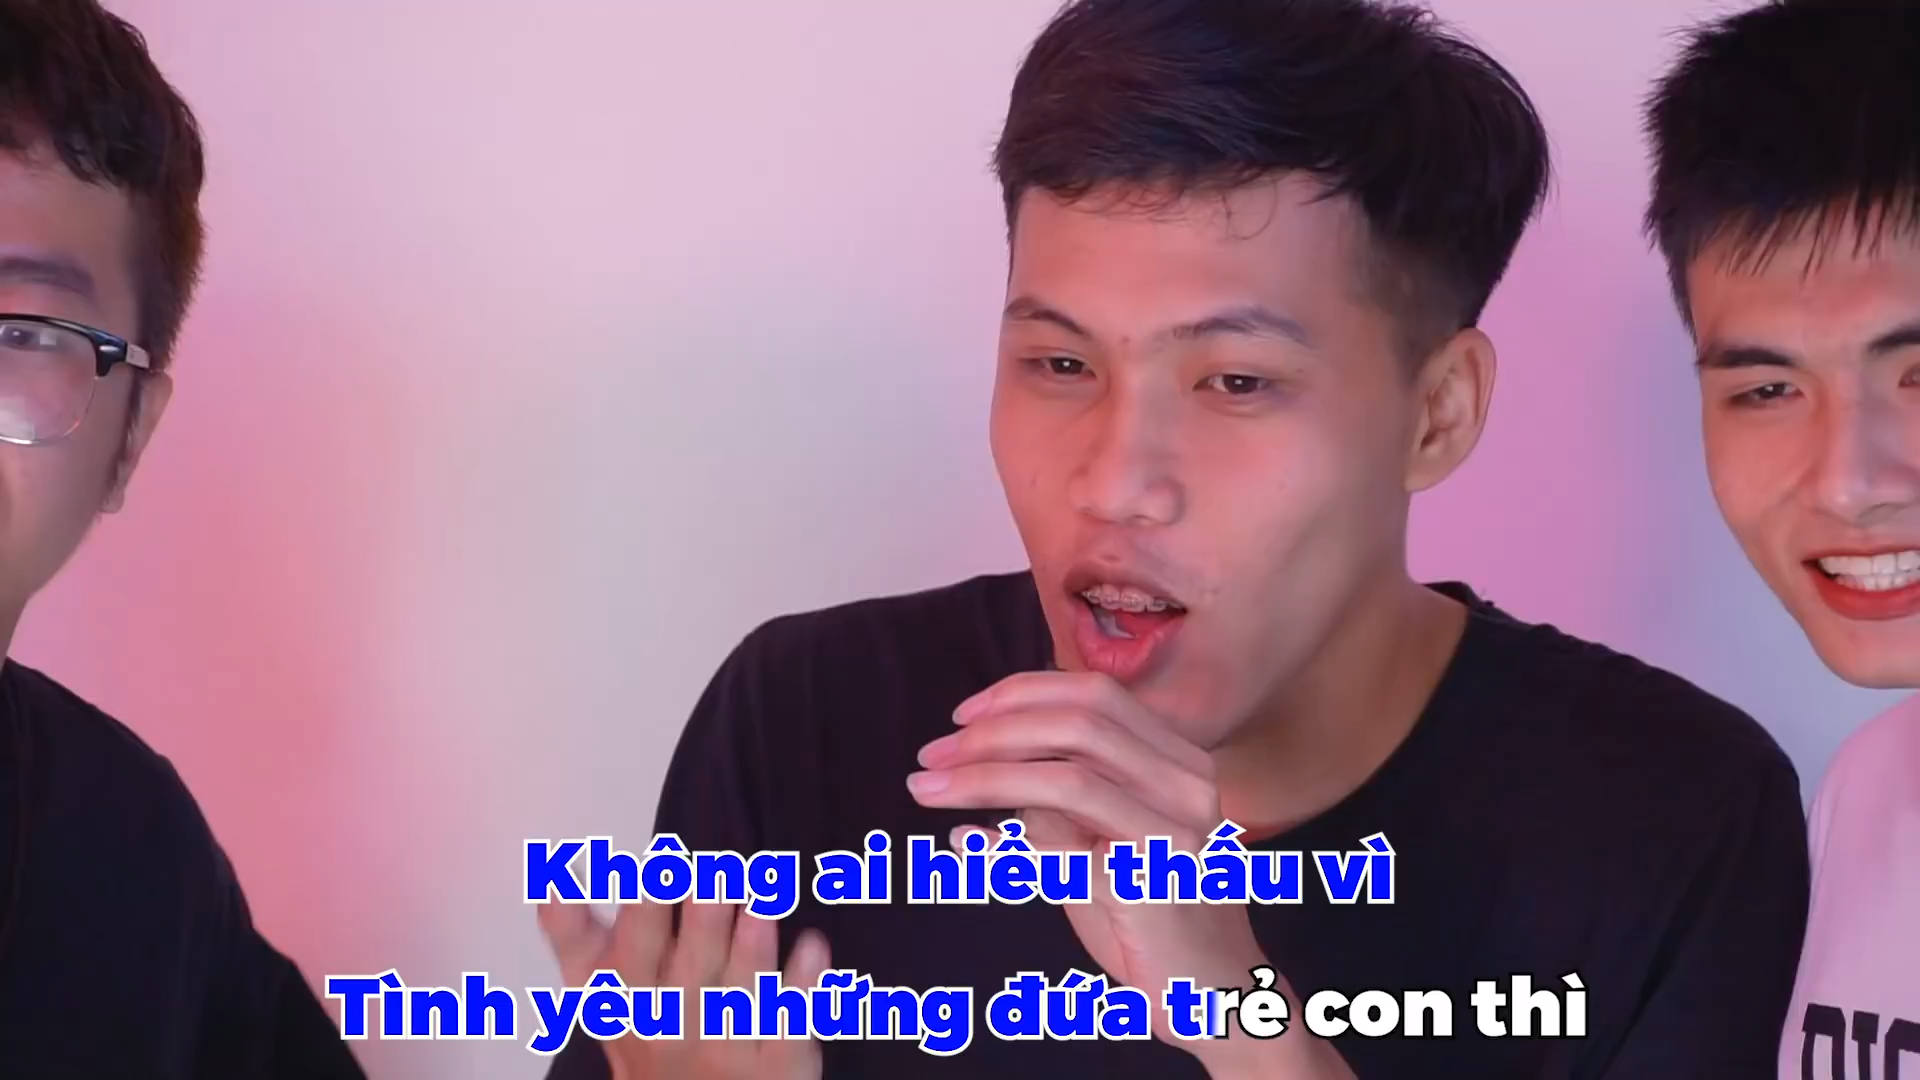 Không ai hiểu thấu vì
Tình yêu những đứa trẻ con thì